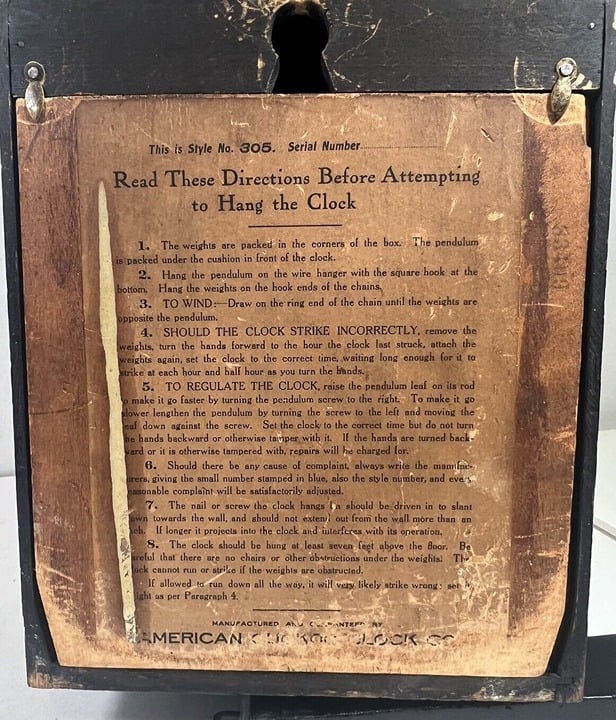 This is Style No. 305. Serial Number
Read These Directions Before Attempting
to Hang the Clock
1. The weights are packed in the corners of the box. The pendulum
is packed under the cushion in front of the clock.
2. Hang the pendulum on the wire hanger with the square hook at the
bottom. Hang the weights on the hook ends of the chains.
3. TO WIND:—Draw on the ring end of the chain until the weights are
opposite the pendulum.
4. SHOULD THE CLOCK STRIKE INCORRECTLY, remove the
weights, turn the hands forward to the hour the clock last struck, attach the
weights again, set the clock to the correct time, waiting long enough for it to
strike at each hour and half hour as you turn the hands.
5. TO REGULATE THE CLOCK, raise the pendulum leaf on its rod
to make it go faster by turning the pendulum screw to the right. To make it go
slower lengthen the pendulum by turning the screw to the left and moving the
leaf down against the screw. Set the clock to the correct time but do not turn
the hands backward or otherwise tamper with it. If the hands are turned back-
ward or it is otherwise tampered with, repairs will be charged for.
6. Should there be any cause of complaint, always write the manufac-
turers, giving the small number stamped in blue, also the style number, and every
reasonable complaint will be satisfactorily adjusted.
7. The nail or screw the clock hangs on should be driven in to slant
down towards the wall, and should not extend out from the wall more than an
inch. If longer it projects into the clock and interferes with its operation.
8. The clock should be hung at least seven feet above the floor. Be
careful that there are no chairs or other obstructions under the weights. The
clock cannot run or strike if the weights are obstructed.
If allowed to run down all the way, it will very likely strike wrong; set it
right as per Paragraph 4.
MANUFACTURED AND GUARANTEED BY
AMERICAN CUCKOO CLOCK CO